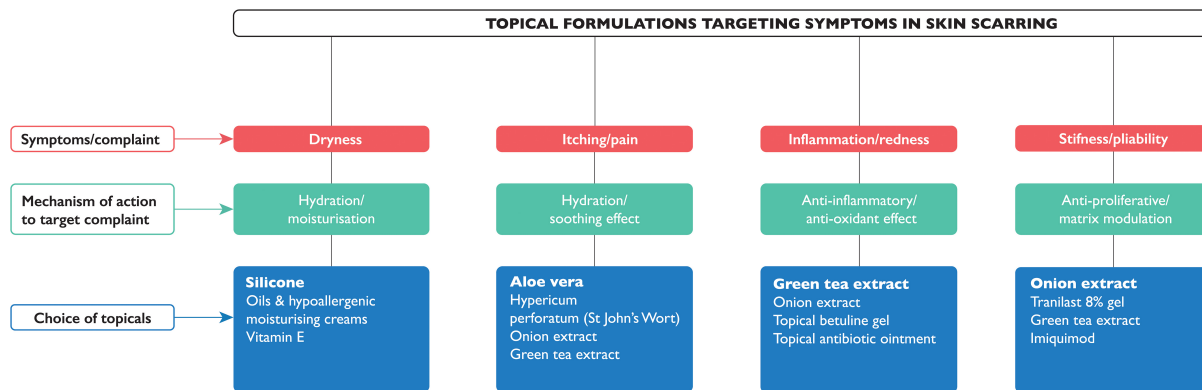 TOPICAL FORMULATIONS TARGETING SYMPTOMS IN SKIN SCARRING
Symptoms/complaint
Dryness
Itching/pain
Inflammation/redness
Stifness/pliability
Mechanism of action
to target complaint
Hydration/
moisturisation
Hydration/
soothing effect
Anti-inflammatory/
anti-oxidant effect
Anti-proliferative/
matrix modulation
Choice of topicals
Silicone
Oils & hypoallergenic
moisturising creams
Vitamin E
Aloe vera
Hypericum
perforatum (St John's Wort)
Onion extract
Green tea extract
Green tea extract
Onion extract
Topical betuline gel
Topical antibiotic ointment
Onion extract
Tranilast 8% gel
Green tea extract
Imiquimod